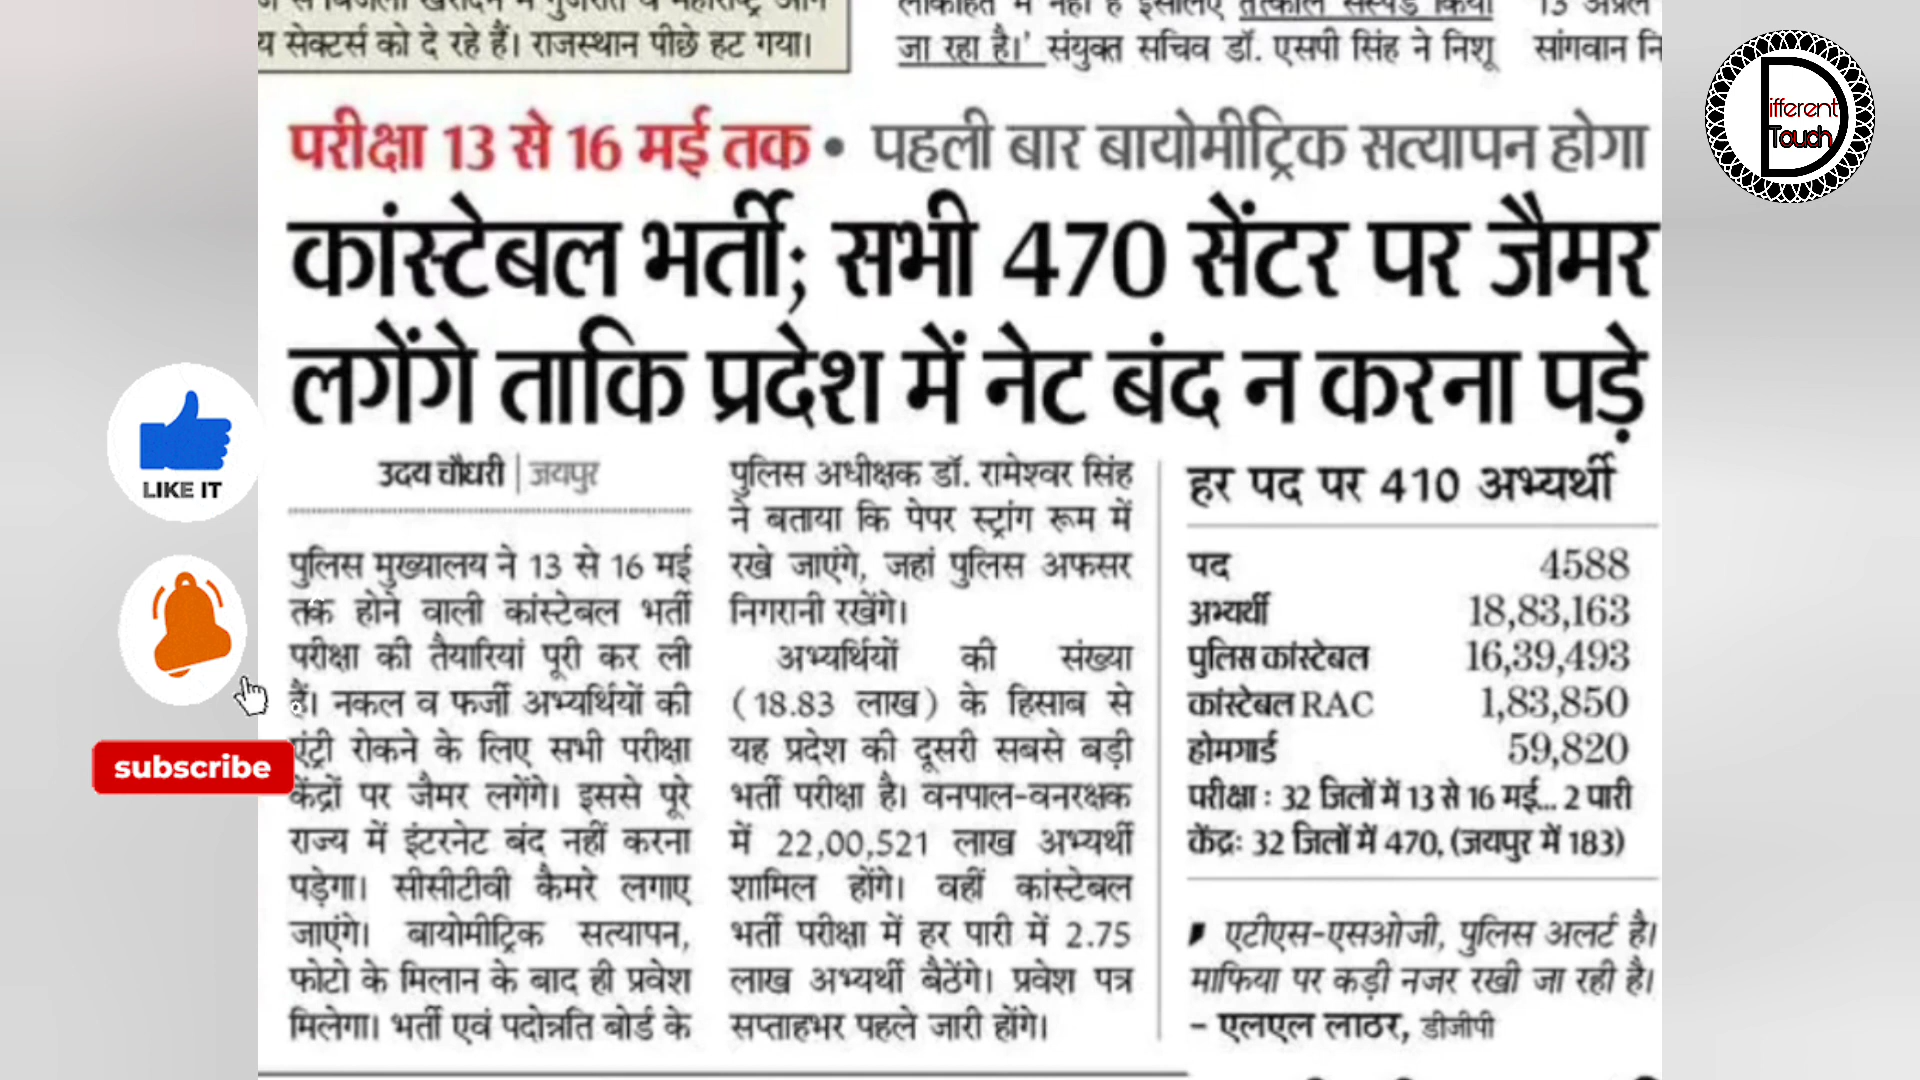 य सेक्टर्स को दे रहे हैं। राजस्थान पीछे हट गया।
जा रहा है।' संयुक्त सचिव डॉ. एसपी सिंह ने निशू
सांगवान
Different
Touch
परीक्षा 13 से 16 मई तक • पहली बार बायोमीट्रिक सत्यापन होगा
कांस्टेबल भर्ती; सभी 470 सेंटर पर जैमर
लगेंगे ताकि प्रदेश में नेट बंद न करना पड़े
उदय चौधरी | जयपुर
पुलिस मुख्यालय ने 13 से 16 मई
तक होने वाली कांस्टेबल भर्ती
परीक्षा की तैयारियां पूरी कर ली
हैं। नकल व फर्जी अभ्यर्थियों की
एंट्री रोकने के लिए सभी परीक्षा
केंद्रों पर जैमर लगेंगे। इससे पूरे
राज्य में इंटरनेट बंद नहीं करना
पड़ेगा। सीसीटीवी कैमरे लगाए
जाएंगे। बायोमीट्रिक सत्यापन,
फोटो के मिलान के बाद ही प्रवेश
मिलेगा। भर्ती एवं पदोन्नति बोर्ड के
पुलिस अधीक्षक डॉ. रामेश्वर सिंह
ने बताया कि पेपर स्ट्रांग रूम में
रखे जाएंगे, जहां पुलिस अफसर
निगरानी रखेंगे।
अभ्यर्थियों की संख्या
(18.83 लाख) के हिसाब से
यह प्रदेश की दूसरी सबसे बड़ी
भर्ती परीक्षा है। वनपाल-वनरक्षक
में 22,00,521 लाख अभ्यर्थी
शामिल होंगे। वहीं कांस्टेबल
भर्ती परीक्षा में हर पारी में 2.75
लाख अभ्यर्थी बैठेंगे। प्रवेश पत्र
सप्ताहभर पहले जारी होंगे।
हर पद पर 410 अभ्यर्थी
पद 4588
अभ्यर्थी 18,83,163
पुलिस कांस्टेबल 16,39,493
कांस्टेबल RAC 1,83,850
होमगार्ड 59,820
परीक्षा : 32 जिलों में 13 से 16 मई... 2 पारी
केंद्रः 32 जिलों में 470, (जयपुर में 183)
एटीएस-एसओजी, पुलिस अलर्ट है।
माफिया पर कड़ी नजर रखी जा रही है।
- एलएल लाठर, डीजीपी
LIKE IT
subscribe